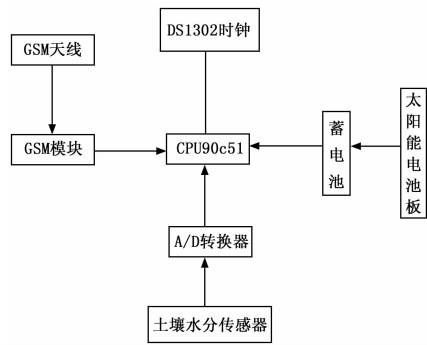 DS1302时钟
GSM天线
GSM模块
CPU90c51
蓄电池
太阳能电池板
A/D转换器
土壤水分传感器